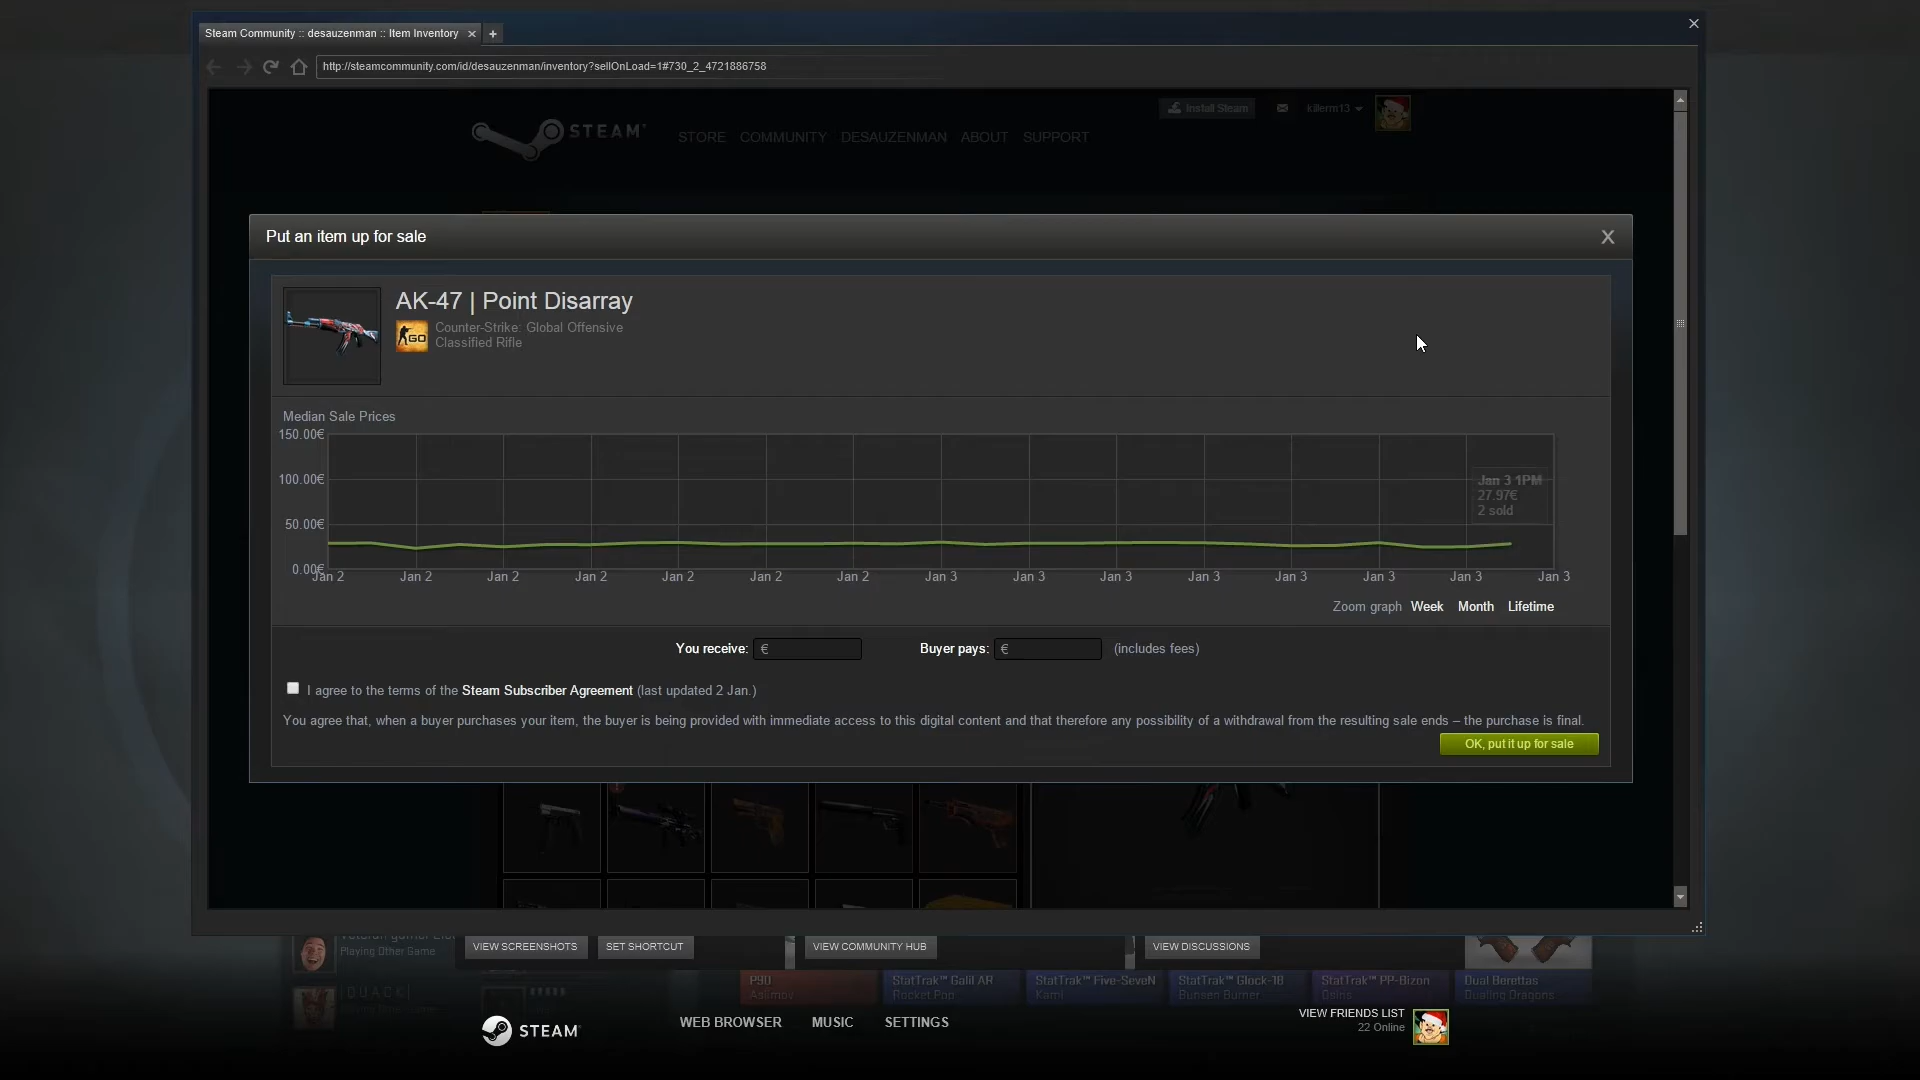 Steam Community :: desauzenman :: Item Inventory
http://steamcommunity.com/id/desauzenman/inventory?sellOnLoad=1#730_2_4721886758
Install Steam
killerm13
STEAM
STORE COMMUNITY DESAUZENMAN ABOUT SUPPORT
Put an item up for sale
X
AK-47 | Point Disarray
GO
Counter-Strike: Global Offensive
Classified Rifle
Median Sale Prices
150.00€
100.00€
50.00€
0.00€
Jan 3 1PM
27.97€
2 sold
Jan 2 Jan 2 Jan 2 Jan 2 Jan 2 Jan 2 Jan 2 Jan 3 Jan 3 Jan 3 Jan 3 Jan 3 Jan 3 Jan 3 Jan 3
Zoom graph Week Month Lifetime
You receive: € Buyer pays: € (includes fees)
I agree to the terms of the Steam Subscriber Agreement (last updated 2 Jan.)
You agree that, when a buyer purchases your item, the buyer is being provided with immediate access to this digital content and that therefore any possibility of a withdrawal from the resulting sale ends – the purchase is final.
OK, put it up for sale
Playing Other Game
VIEW SCREENSHOTS SET SHORTCUT VIEW COMMUNITY HUB VIEW DISCUSSIONS
P90
Asiimov
StatTrak™ Galil AR
Rocket Pop
StatTrak™ Five-SeveN
Kami
StatTrak™ Glock-18
Bunsen Burner
StatTrak™ PP-Bizon
Osiris
Dual Berettas
Dualing Dragons
[QUACK]
STEAM
WEB BROWSER MUSIC SETTINGS
VIEW FRIENDS LIST
22 Online